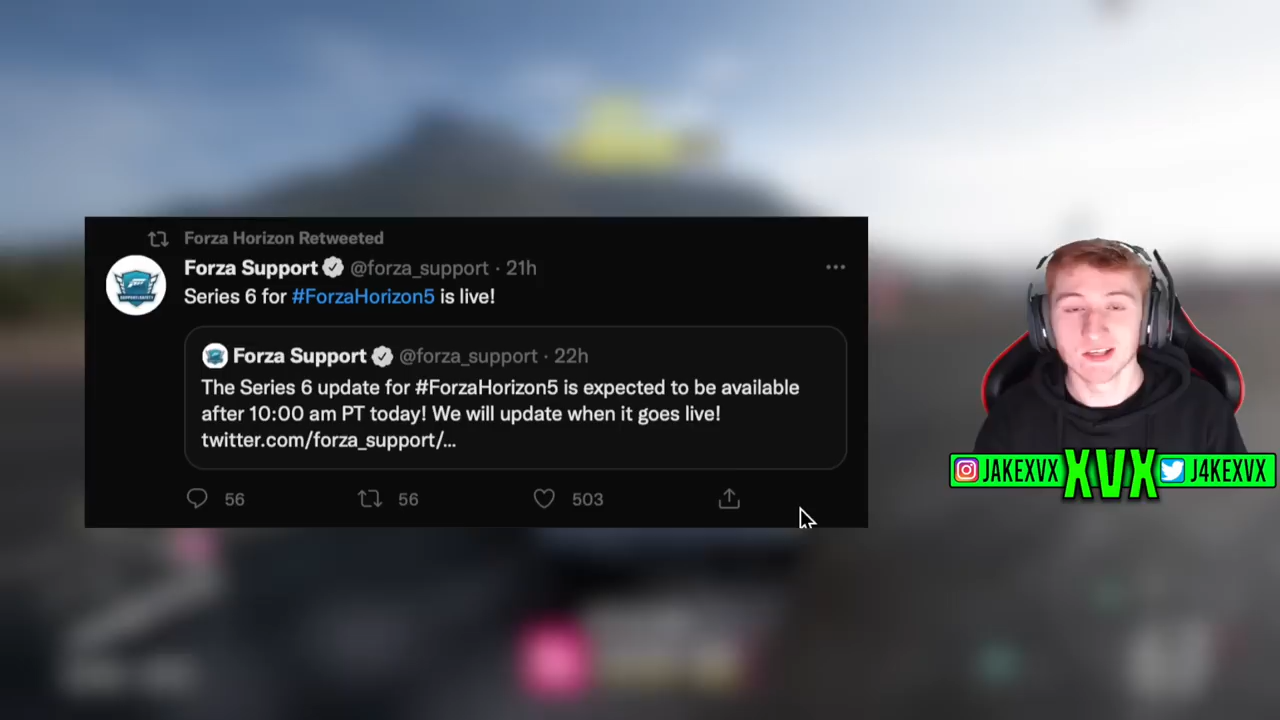 Forza Horizon Retweeted
Forza Support @forza_support · 21h
Series 6 for #ForzaHorizon5 is live!
Forza Support @forza_support · 22h
The Series 6 update for #ForzaHorizon5 is expected to be available
after 10:00 am PT today! We will update when it goes live!
twitter.com/forza_support/...
56 56 503
JAKEXVX XVX J4KEXVX